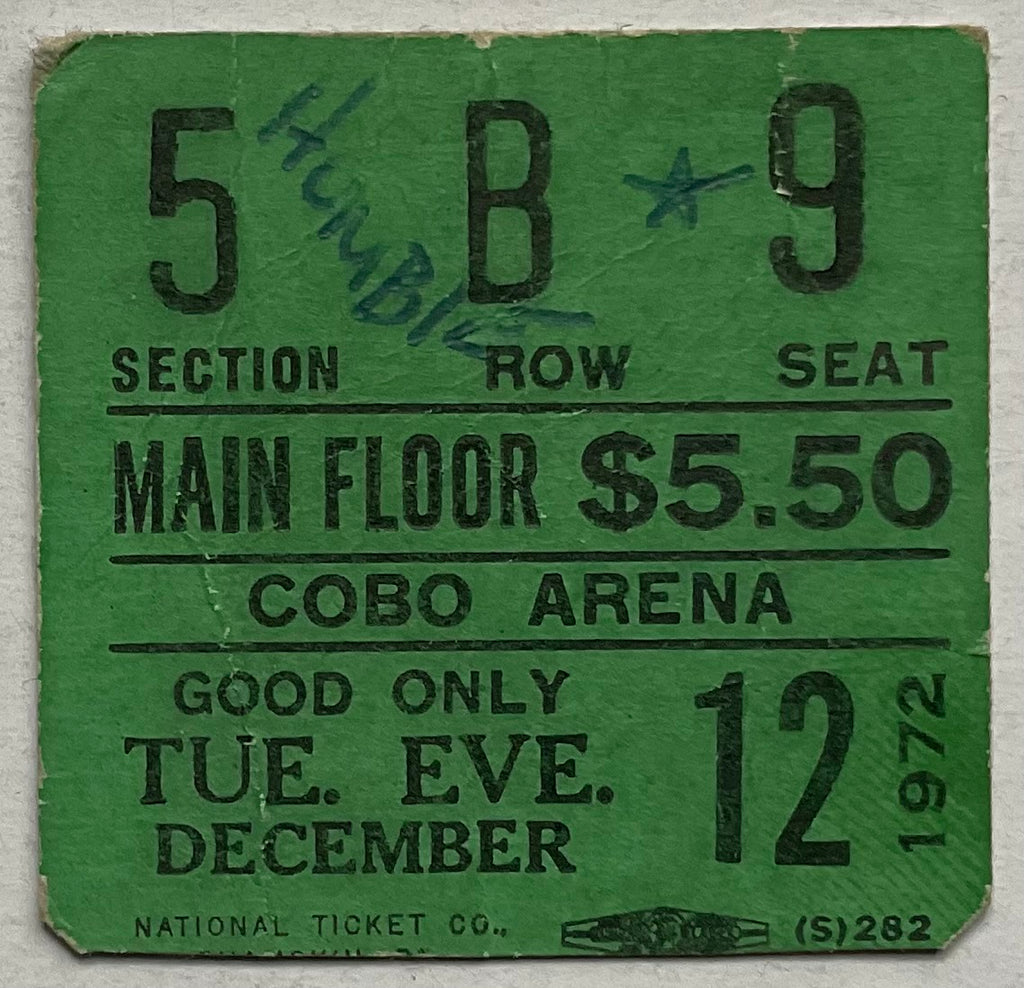 5 B 9
HUMBLE
SECTION ROW SEAT
MAIN FLOOR $5.50
COBO ARENA
GOOD ONLY
TUE. EVE.
DECEMBER
12
1972
NATIONAL TICKET CO.,
(S)282